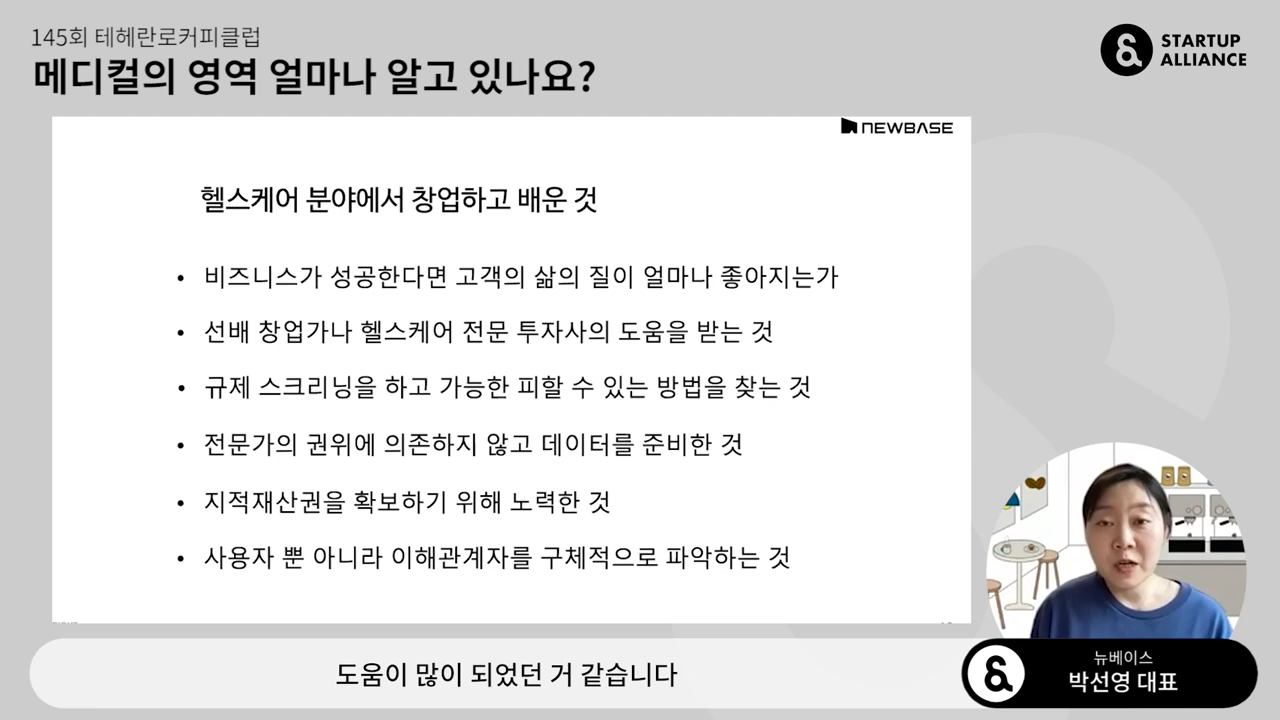 145회 테헤란로커피클럽
메디컬의 영역 얼마나 알고 있나요?
STARTUP
ALLIANCE
NEWBASE
헬스케어 분야에서 창업하고 배운 것
• 비즈니스가 성공한다면 고객의 삶의 질이 얼마나 좋아지는가
• 선배 창업가나 헬스케어 전문 투자사의 도움을 받는 것
• 규제 스크리닝을 하고 가능한 피할 수 있는 방법을 찾는 것
• 전문가의 권위에 의존하지 않고 데이터를 준비한 것
• 지적재산권을 확보하기 위해 노력한 것
• 사용자 뿐 아니라 이해관계자를 구체적으로 파악하는 것
도움이 많이 되었던 거 같습니다
뉴베이스
박선영 대표